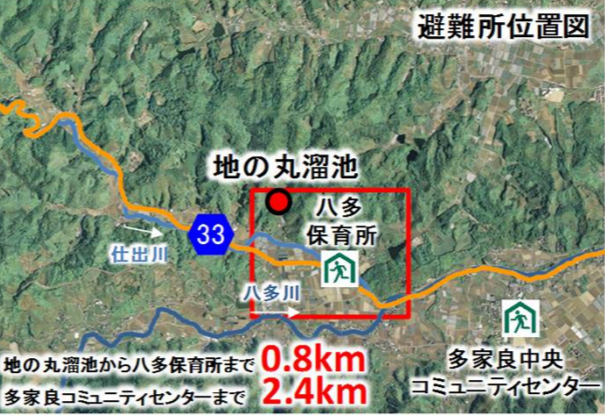 避難所位置図
地の丸溜池
八多
保育所
33
仕出川
八多川
地の丸溜池から八多保育所まで 0.8km
多家良コミュニティセンターまで 2.4km
多家良中央
コミュニティセンター